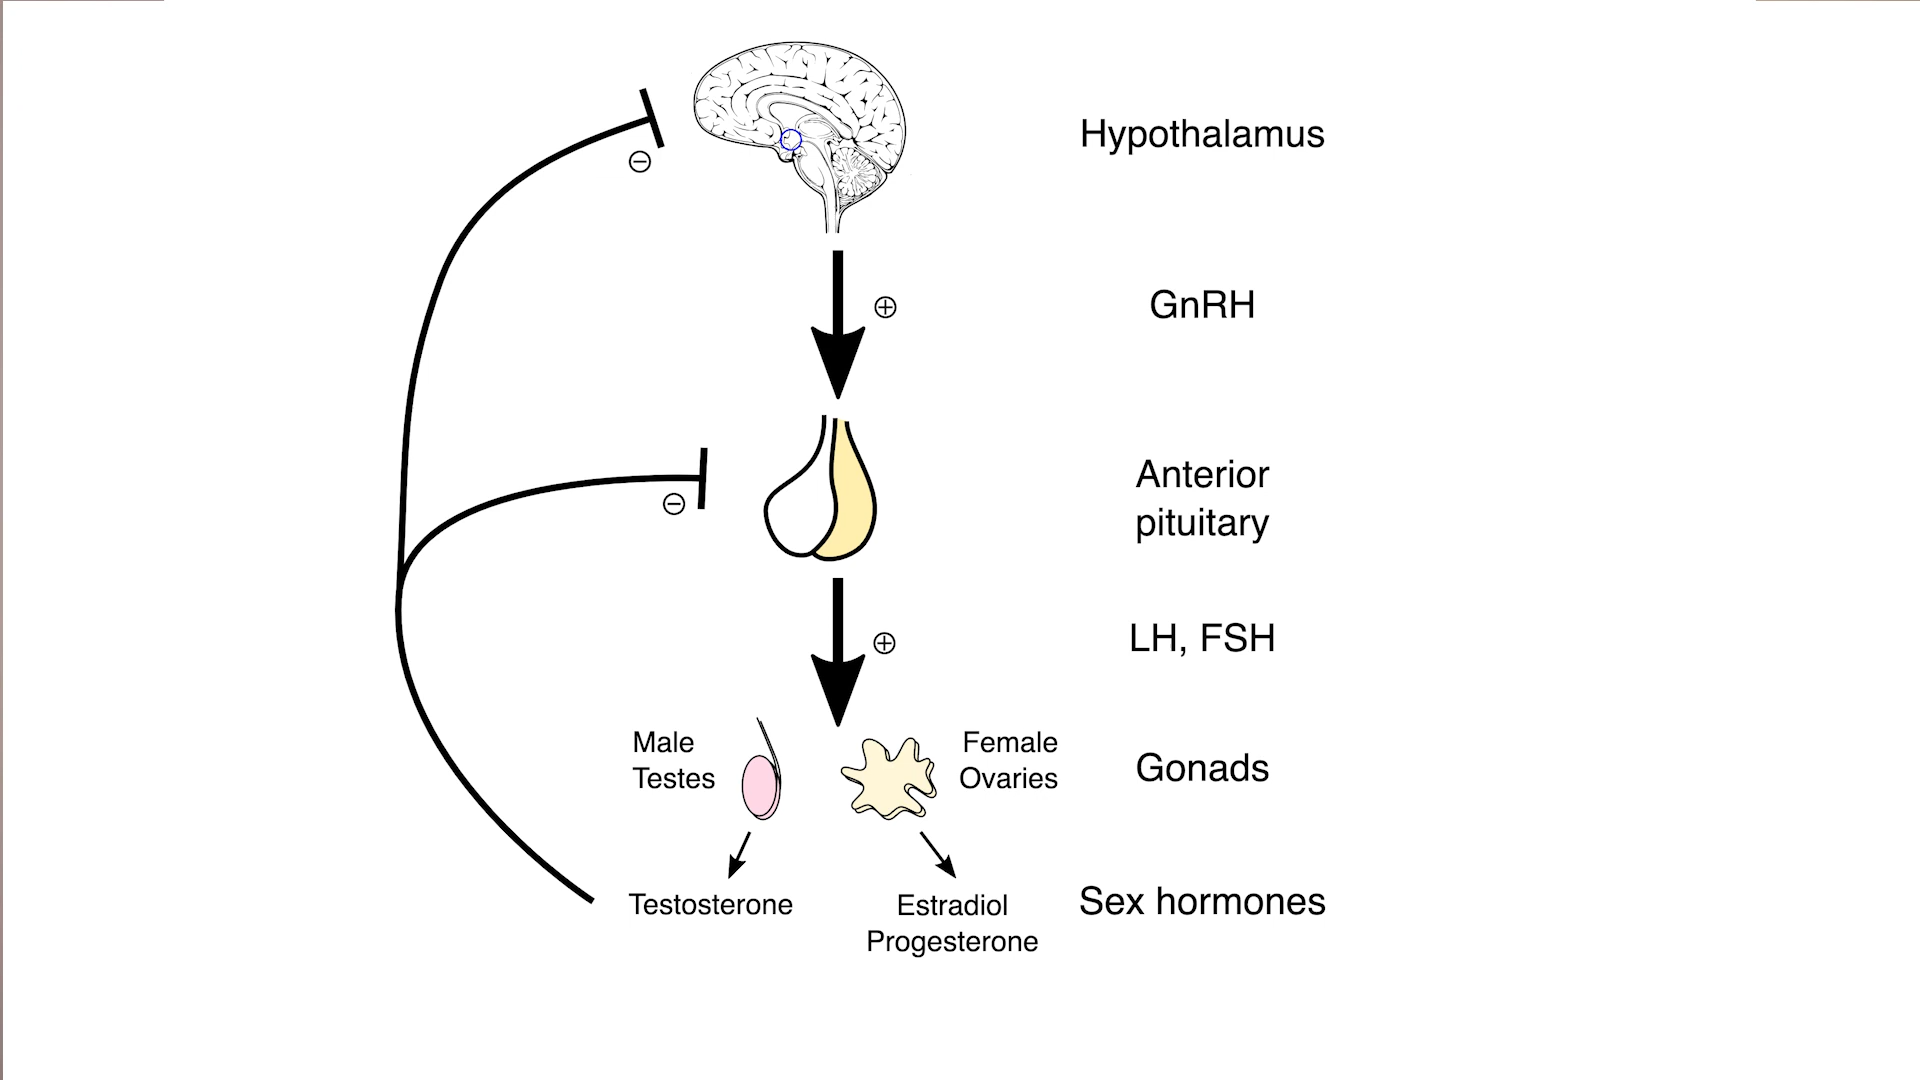 Hypothalamus
⊖
⊕
GnRH
⊖
Anterior
pituitary
⊕
LH, FSH
Male
Testes
Female
Ovaries
Gonads
Testosterone
Estradiol
Progesterone
Sex hormones